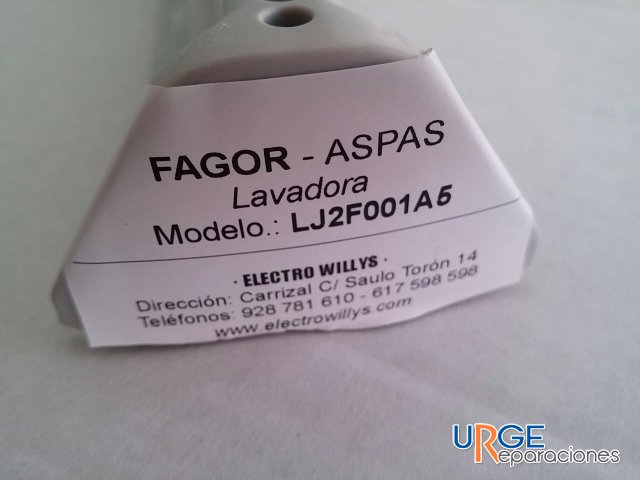 FAGOR - ASPAS
Lavadora
Modelo.: LJ2F001A5
· ELECTRO WILLYS ·
Dirección: Carrizal C/ Saulo Torón 14
Teléfonos: 928 781 610 - 617 598 598
www.electrowillys.com
URGE
Reparaciones